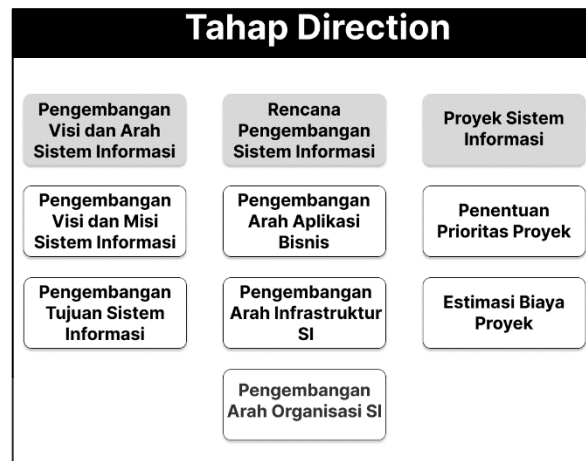 Tahap Direction
Pengembangan
Visi dan Arah
Sistem Informasi
Rencana
Pengembangan
Sistem Informasi
Proyek Sistem
Informasi
Pengembangan
Visi dan Misi
Sistem Informasi
Pengembangan
Arah Aplikasi
Bisnis
Penentuan
Prioritas Proyek
Pengembangan
Tujuan Sistem
Informasi
Pengembangan
Arah Infrastruktur
SI
Estimasi Biaya
Proyek
Pengembangan
Arah Organisasi SI